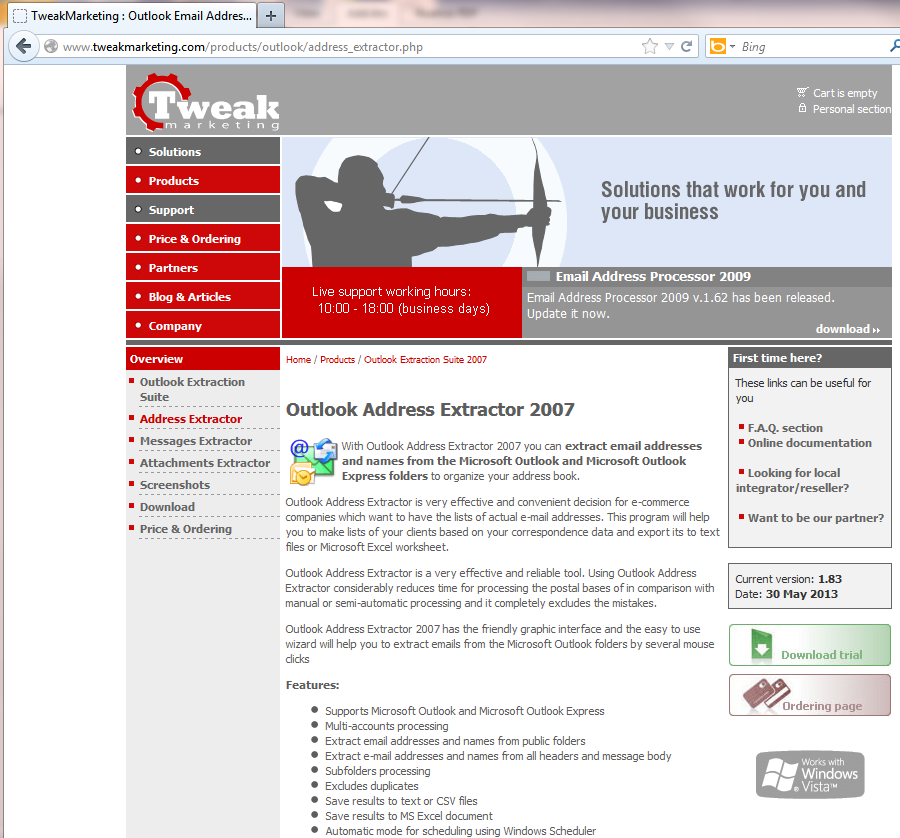 TweakMarketing : Outlook Email Addres...
www.tweakmarketing.com/products/outlook/address_extractor.php
Bing
Tweak
marketing
Cart is empty
Personal section
Solutions
Products
Support
Price & Ordering
Partners
Blog & Articles
Company
Solutions that work for you and
your business
Live support working hours:
10:00 - 18:00 (business days)
Email Address Processor 2009
Email Address Processor 2009 v.1.62 has been released.
Update it now.
download
Overview
Outlook Extraction
Suite
Address Extractor
Messages Extractor
Attachments Extractor
Screenshots
Download
Price & Ordering
Home / Products / Outlook Extraction Suite 2007
Outlook Address Extractor 2007
With Outlook Address Extractor 2007 you can extract email addresses
and names from the Microsoft Outlook and Microsoft Outlook
Express folders to organize your address book.
Outlook Address Extractor is very effective and convenient decision for e-commerce
companies which want to have the lists of actual e-mail addresses. This program will help
you to make lists of your clients based on your correspondence data and export its to text
files or Microsoft Excel worksheet.
Outlook Address Extractor is a very effective and reliable tool. Using Outlook Address
Extractor considerably reduces time for processing the postal bases of in comparison with
manual or semi-automatic processing and it completely excludes the mistakes.
Outlook Address Extractor 2007 has the friendly graphic interface and the easy to use
wizard will help you to extract emails from the Microsoft Outlook folders by several mouse
clicks
Features:
Supports Microsoft Outlook and Microsoft Outlook Express
Multi-accounts processing
Extract email addresses and names from public folders
Extract e-mail addresses and names from all headers and message body
Subfolders processing
Excludes duplicates
Save results to text or CSV files
Save results to MS Excel document
Automatic mode for scheduling using Windows Scheduler
First time here?
These links can be useful for
you
F.A.Q. section
Online documentation
Looking for local
integrator/reseller?
Want to be our partner?
Current version: 1.83
Date: 30 May 2013
Download trial
Ordering page
Works with
Windows
Vista™